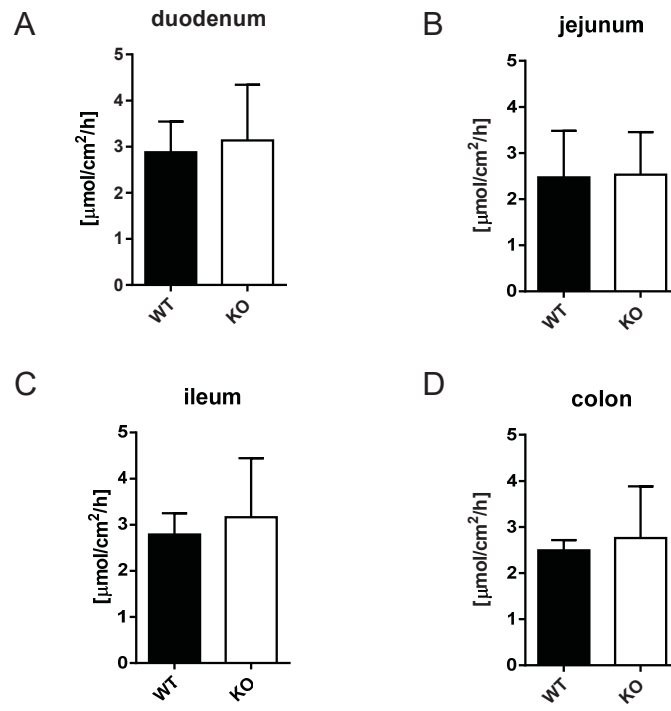 A
duodenum
[μmol/cm²/h]
5
4
3
2
1
0
WT
KO
B
jejunum
[μmol/cm²/h]
5
4
3
2
1
0
WT
KO
C
ileum
[μmol/cm²/h]
5
4
3
2
1
0
WT
KO
D
colon
[μmol/cm²/h]
5
4
3
2
1
0
WT
KO